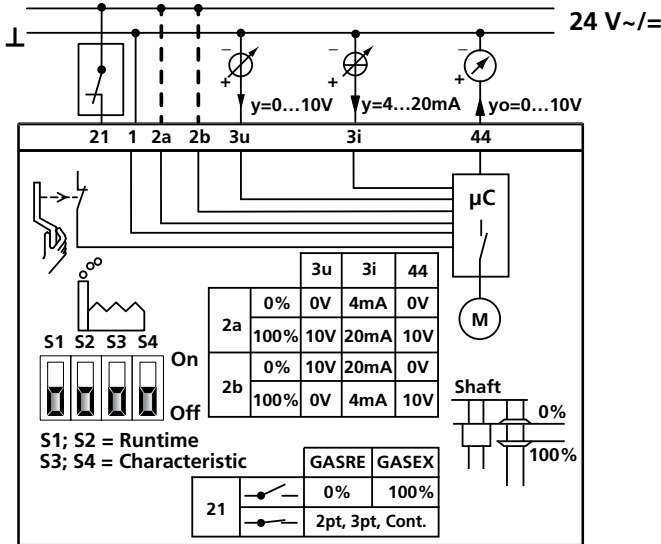 24 V~/=
⊥
− − −
+ + +
y=0...10V y=4...20mA yo=0...10V
21 1 2a 2b 3u 3i 44
µC
M
3u 3i 44
2a 0% 0V 4mA 0V
100% 10V 20mA 10V
2b 0% 10V 20mA 0V
100% 0V 4mA 10V
S1 S2 S3 S4
On
Off
S1; S2 = Runtime
S3; S4 = Characteristic
Shaft
0%
100%
GASRE GASEX
21 0% 100%
2pt, 3pt, Cont.